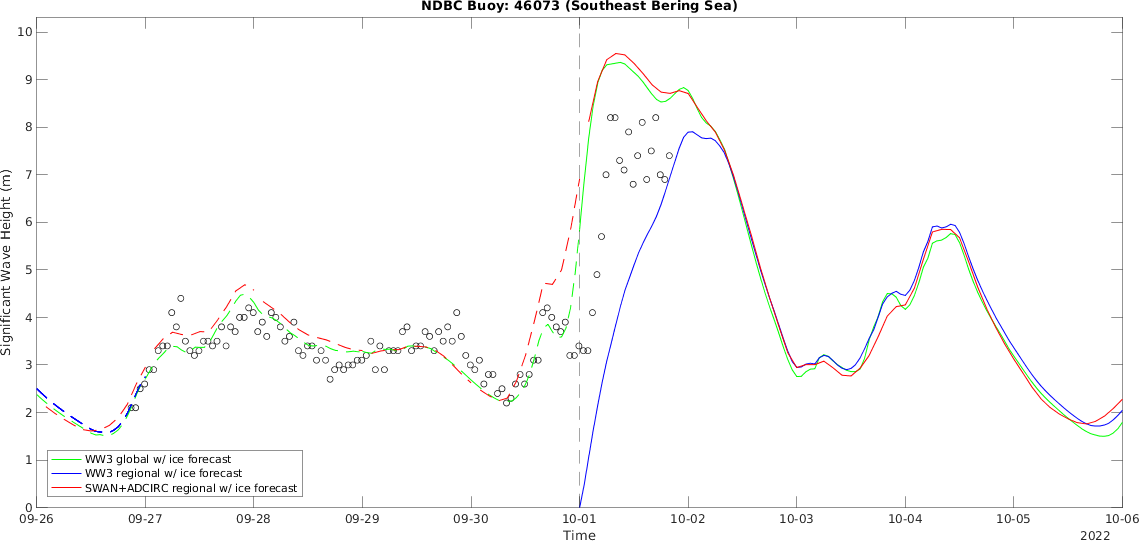 NDBC Buoy: 46073 (Southeast Bering Sea)
Significant Wave Height (m)
10
9
8
7
6
5
4
3
2
1
0
WW3 global w/ ice forecast
WW3 regional w/ ice forecast
SWAN+ADCIRC regional w/ ice forecast
09-26 09-27 09-28 09-29 09-30 10-01 10-02 10-03 10-04 10-05 10-06
Time
2022